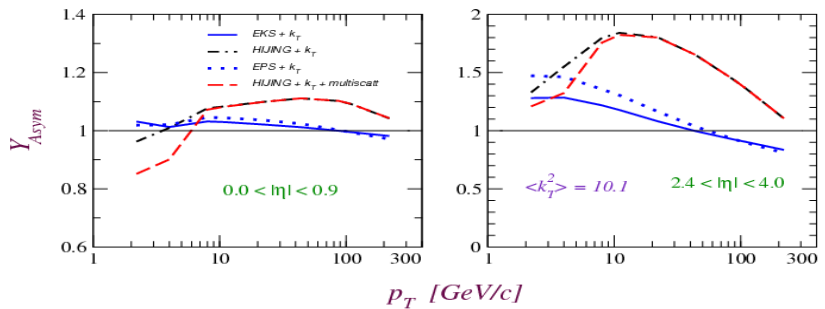 1.4
1.2
1
0.8
0.6
Y_Asym
EKS + k_T
HIJING + k_T
EPS + k_T
HIJING + k_T + multiscatt
0.0 < |η| < 0.9
1
10
100
300
2
1.5
1
0.5
0
<k_T^2> = 10.1
2.4 < |η| < 4.0
1
10
100
300
p_T [GeV/c]